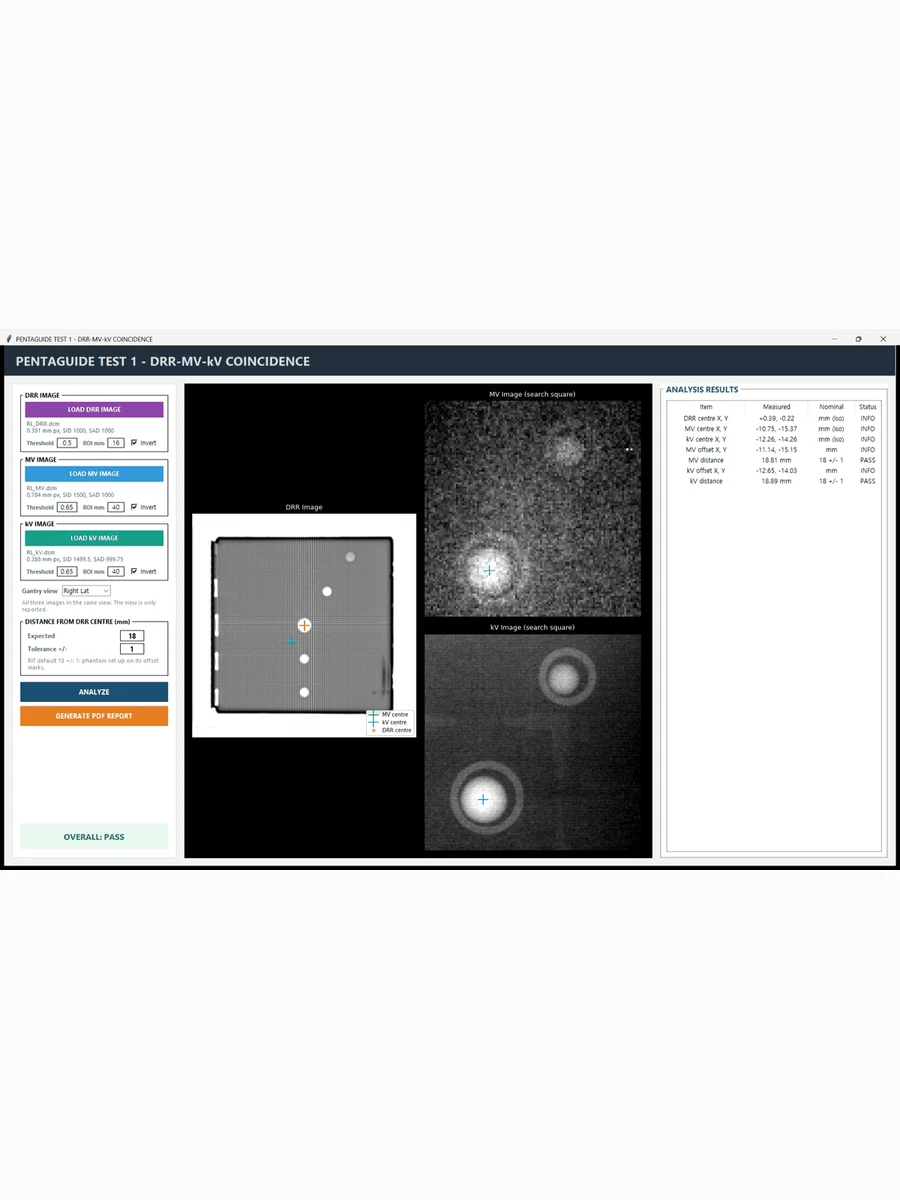 PENTAGUIDE TEST 1 - DRR-MV-kV COINCIDENCE
PENTAGUIDE TEST 1 - DRR-MV-kV COINCIDENCE
DRR IMAGE
LOAD DRR IMAGE
RL_DRR.dcm
0.391 mm px, SID 1000, SAD 1000
Threshold 0.5 ROI mm 16 Invert
MV IMAGE
LOAD MV IMAGE
RL_MV.dcm
0.784 mm px, SID 1500, SAD 1000
Threshold 0.65 ROI mm 40 Invert
kV IMAGE
LOAD kV IMAGE
RL_kV.dcm
0.388 mm px, SID 1499.5, SAD 999.75
Threshold 0.65 ROI mm 40 Invert
Gantry view Right Lat
All three images in the same view. The view is only
reported.
DISTANCE FROM DRR CENTRE (mm)
Expected 18
Tolerance +/- 1
RIT default 18 +/- 1: phantom set up on its offset
marks.
ANALYZE
GENERATE PDF REPORT
OVERALL: PASS
DRR Image
MV centre
kV centre
DRR centre
MV Image (search square)
kV Image (search square)
ANALYSIS RESULTS
Item Measured Nominal Status
DRR centre X, Y +0.39, -0.22 mm (iso) INFO
MV centre X, Y -10.75, -15.37 mm (iso) INFO
kV centre X, Y -12.26, -14.26 mm (iso) INFO
MV offset X, Y -11.14, -15.15 mm INFO
MV distance 18.81 mm 18 +/- 1 PASS
kV offset X, Y -12.65, -14.03 mm INFO
kV distance 18.89 mm 18 +/- 1 PASS